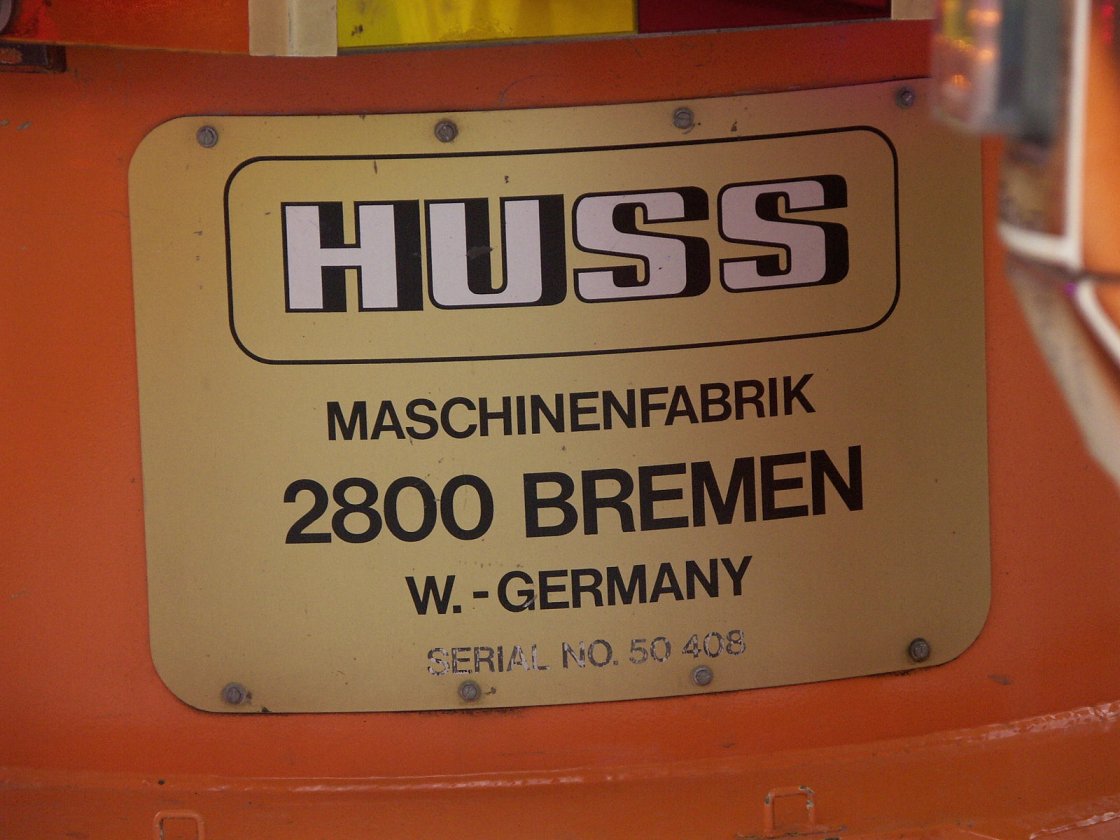 HUSS
MASCHINENFABRIK
2800 BREMEN
W.-GERMANY
SERIAL NO. 50 408